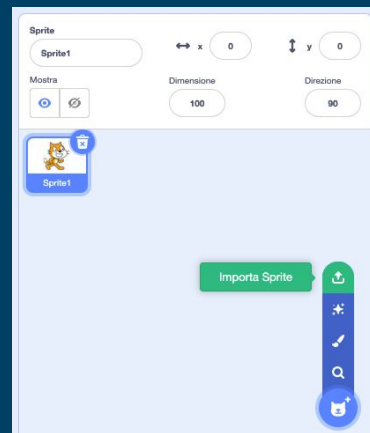 Sprite
Sprite1
x 0
y 0
Mostra
Dimensione
Direzione
100
90
Sprite1
Importa Sprite